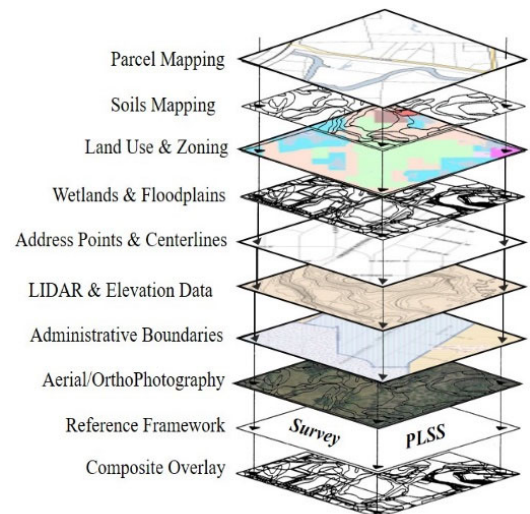 Parcel Mapping
Soils Mapping
Land Use & Zoning
Wetlands & Floodplains
Address Points & Centerlines
LIDAR & Elevation Data
Administrative Boundaries
Aerial/OrthoPhotography
Reference Framework
Survey PLSS
Composite Overlay